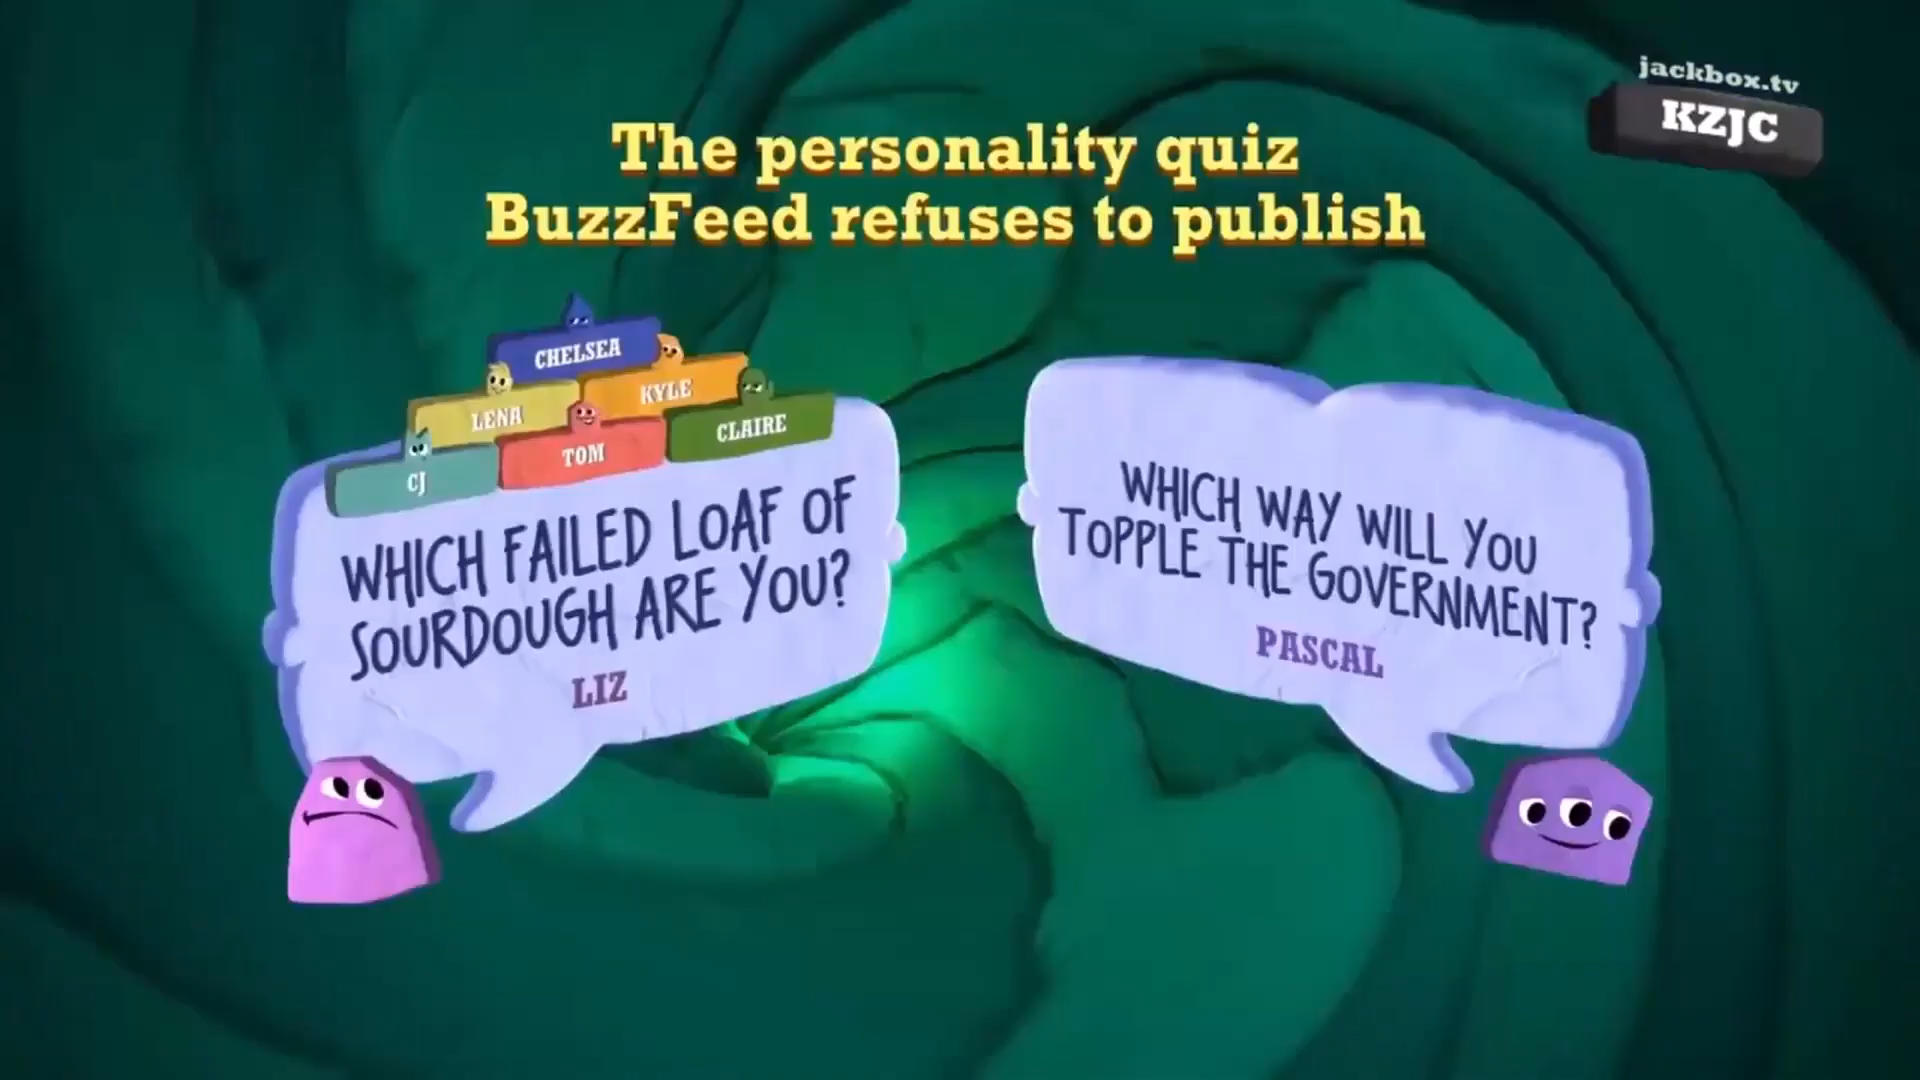 jackbox.tv
KZJC
The personality quiz
BuzzFeed refuses to publish
CHELSEA
LENA
KYLE
CJ
TOM
CLAIRE
WHICH FAILED LOAF OF
SOURDOUGH ARE YOU?
LIZ
WHICH WAY WILL YOU
TOPPLE THE GOVERNMENT?
PASCAL